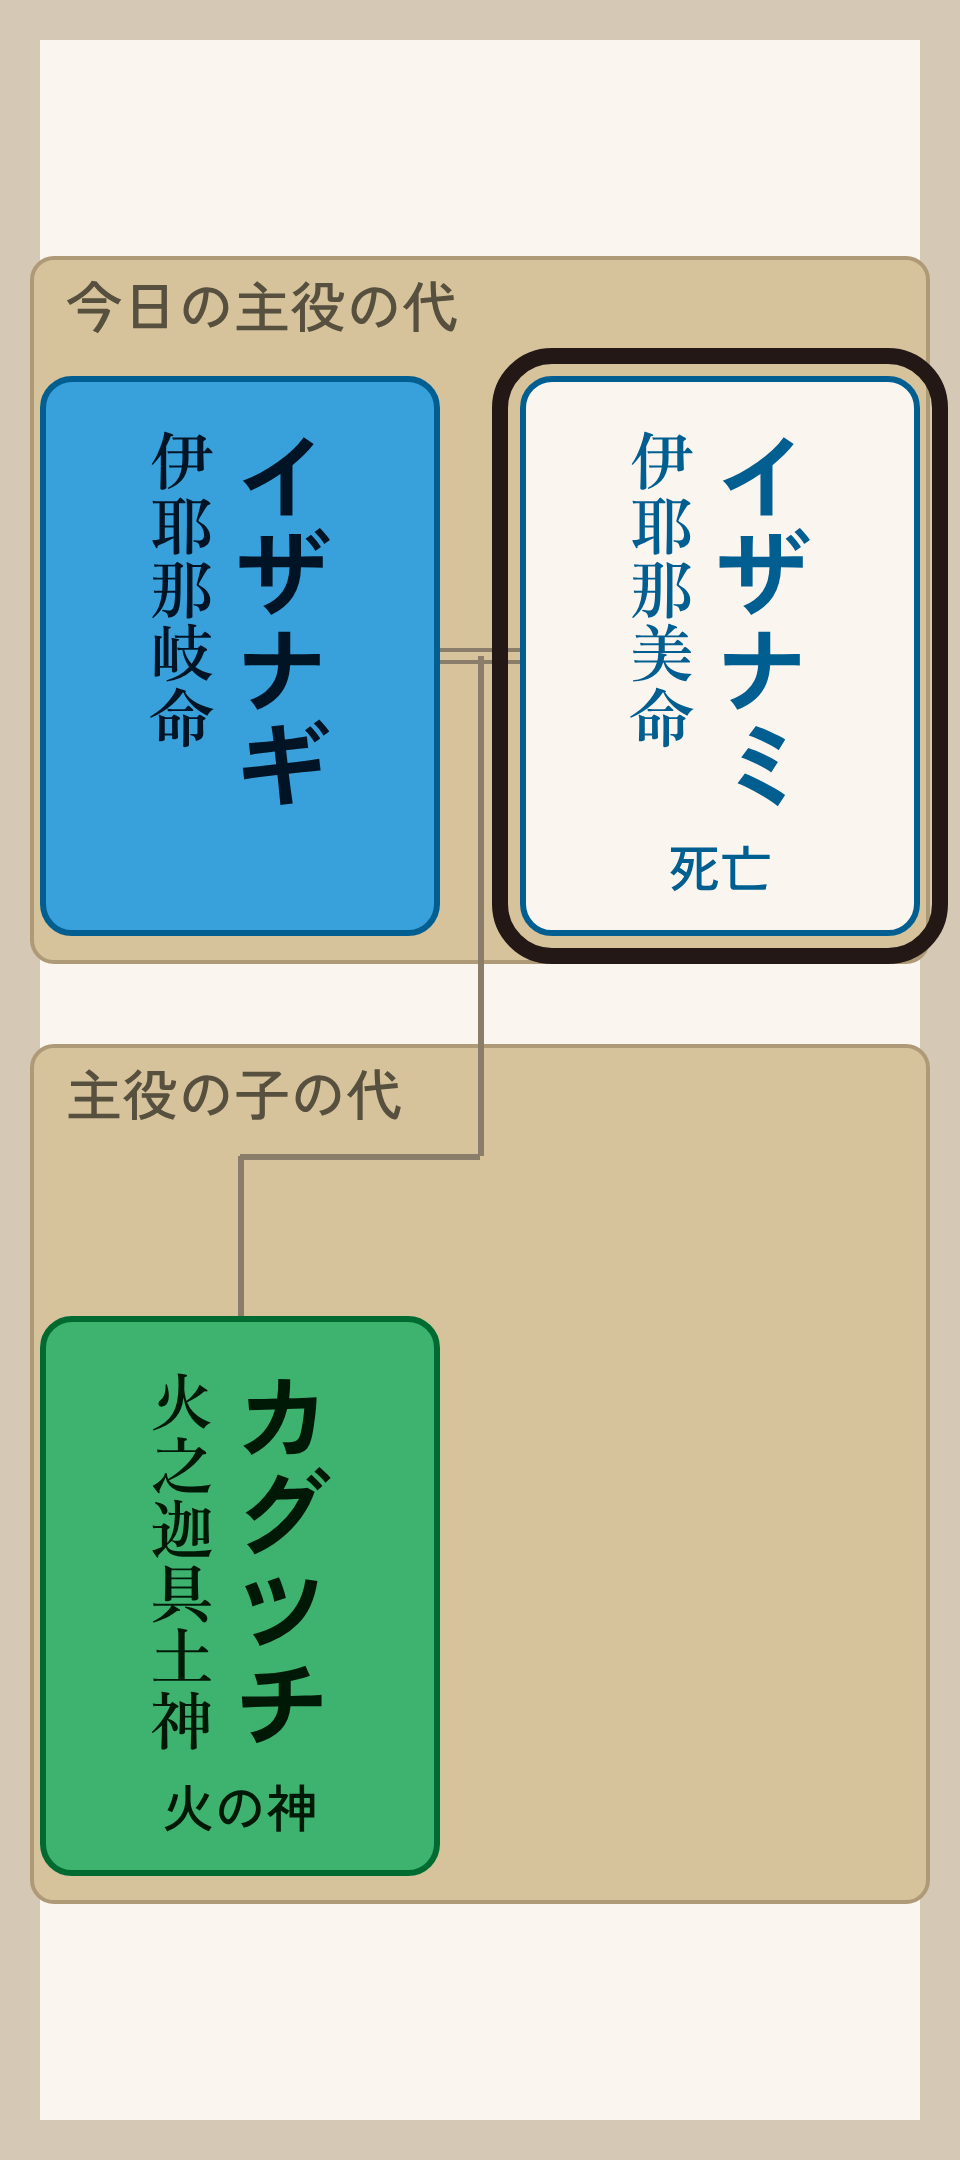 今日の主役の代
イザナギ
伊耶那岐命
イザナミ
伊耶那美命
死亡
主役の子の代
カグツチ
火之迦具土神
火の神